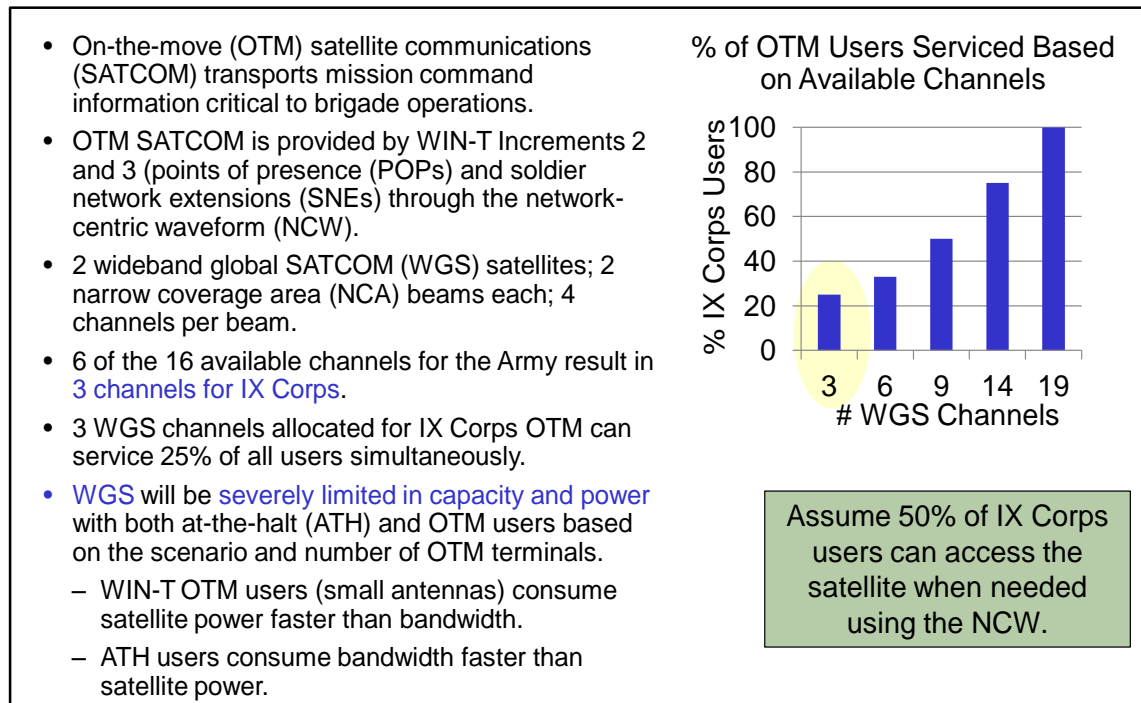 • On-the-move (OTM) satellite communications
(SATCOM) transports mission command
information critical to brigade operations.
• OTM SATCOM is provided by WIN-T Increments 2
and 3 (points of presence (POPs) and soldier
network extensions (SNEs) through the network-
centric waveform (NCW).
• 2 wideband global SATCOM (WGS) satellites; 2
narrow coverage area (NCA) beams each; 4
channels per beam.
• 6 of the 16 available channels for the Army result in
3 channels for IX Corps.
• 3 WGS channels allocated for IX Corps OTM can
service 25% of all users simultaneously.
• WGS will be severely limited in capacity and power
with both at-the-halt (ATH) and OTM users based
on the scenario and number of OTM terminals.
– WIN-T OTM users (small antennas) consume
satellite power faster than bandwidth.
– ATH users consume bandwidth faster than
satellite power.
% of OTM Users Serviced Based
on Available Channels
% IX Corps Users
100
80
60
40
20
0
3 6 9 14 19
# WGS Channels
Assume 50% of IX Corps
users can access the
satellite when needed
using the NCW.